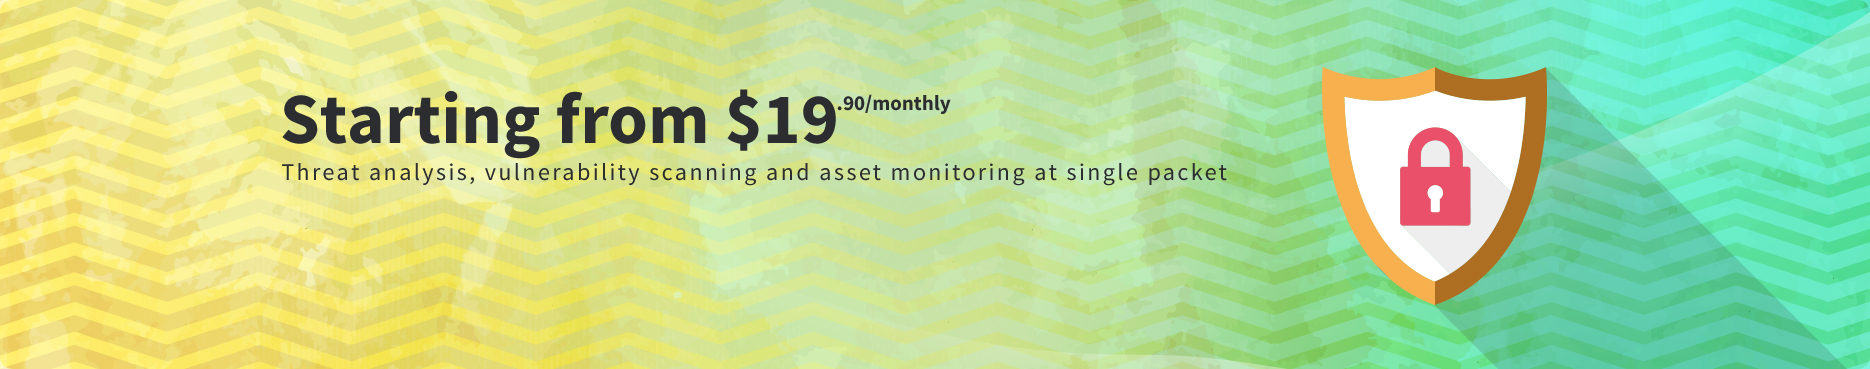 Starting from $19.90/monthly
Threat analysis, vulnerability scanning and asset monitoring at single packet